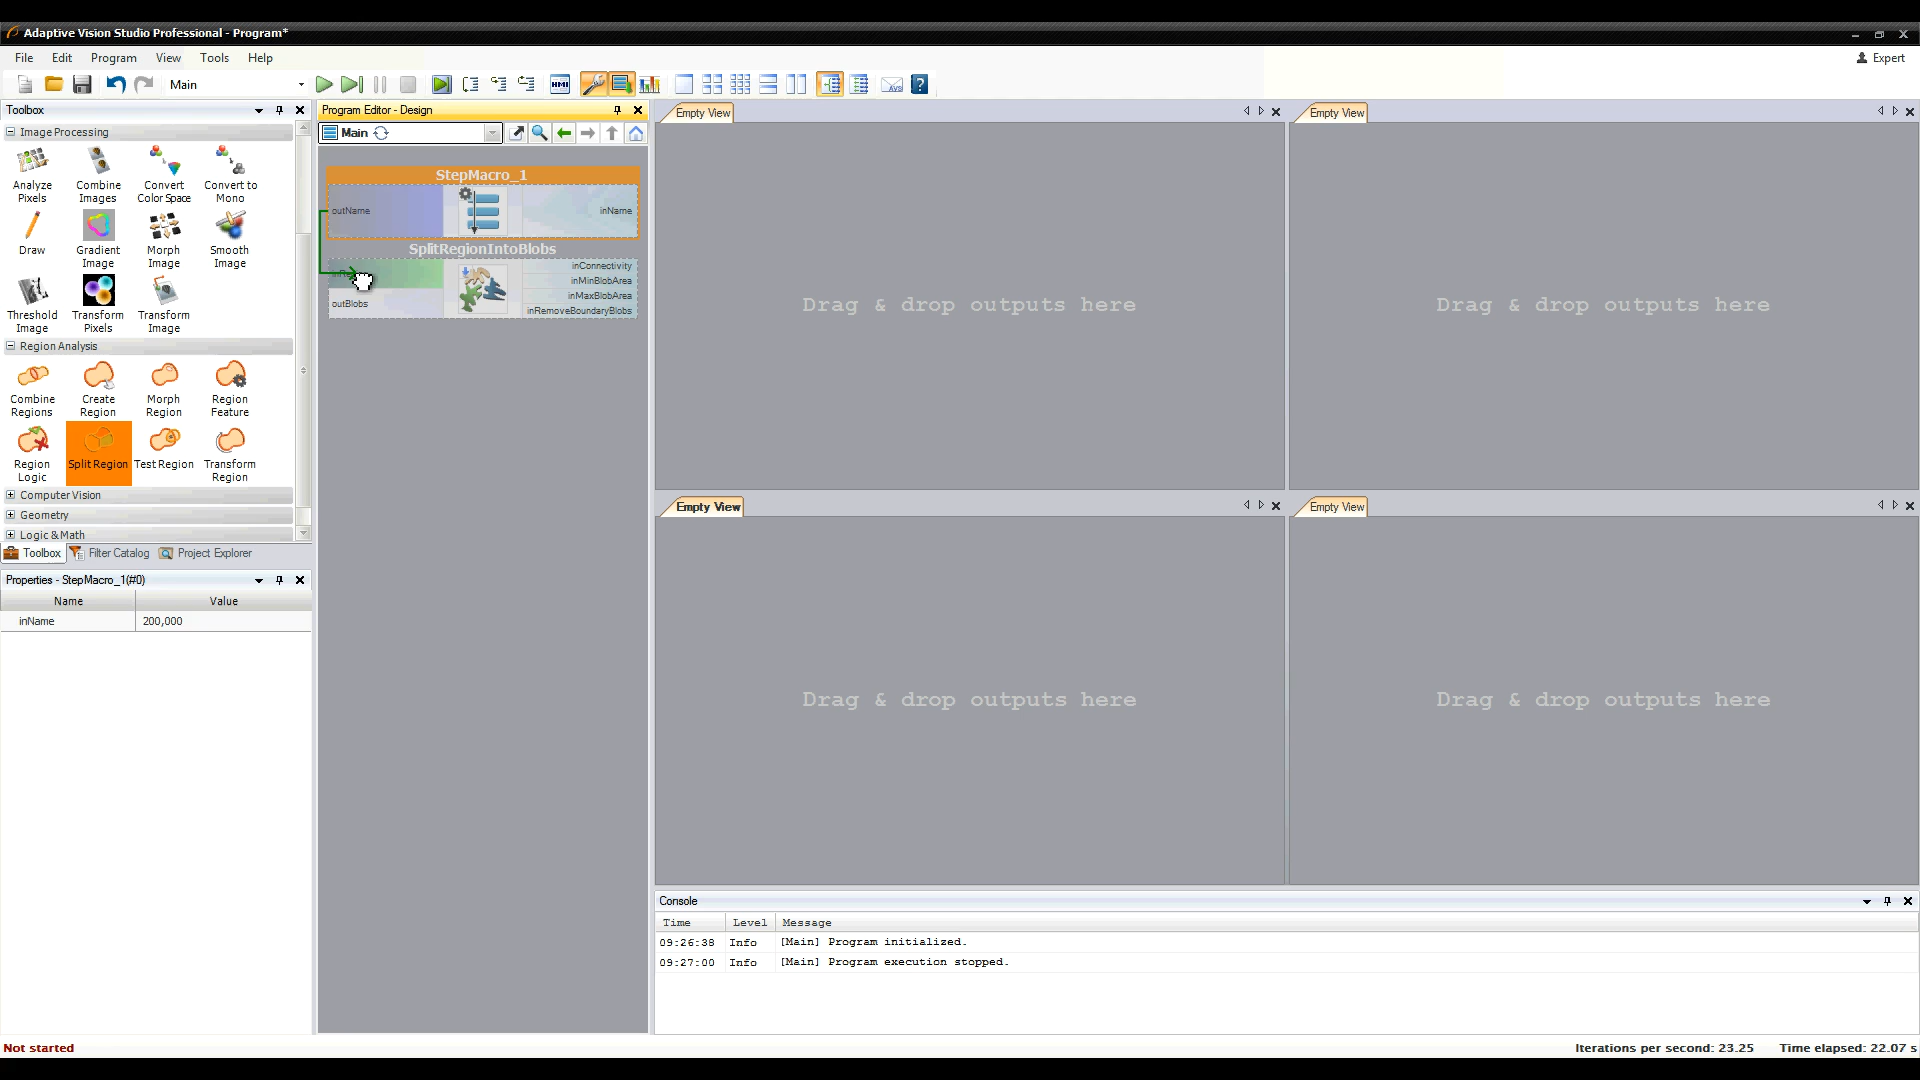 Adaptive Vision Studio Professional - Program*
File Edit Program View Tools Help
Expert
Main
HMI
AVS
Toolbox
Image Processing
Analyze Pixels
Combine Images
Convert Color Space
Convert to Mono
Draw
Gradient Image
Morph Image
Smooth Image
Threshold Image
Transform Pixels
Transform Image
Region Analysis
Combine Regions
Create Region
Morph Region
Region Feature
Region Logic
Split Region
Test Region
Transform Region
Computer Vision
Geometry
Logic & Math
Toolbox Filter Catalog Project Explorer
Properties - StepMacro_1(#0)
Name Value
inName 200,000
Program Editor - Design
Main
StepMacro_1
outName inName
SplitRegionIntoBlobs
outBlobs
inConnectivity
inMinBlobArea
inMaxBlobArea
inRemoveBoundaryBlobs
Empty View
Drag & drop outputs here
Empty View
Drag & drop outputs here
Empty View
Drag & drop outputs here
Empty View
Drag & drop outputs here
Console
Time Level Message
09:26:38 Info [Main] Program initialized.
09:27:00 Info [Main] Program execution stopped.
Not started
Iterations per second: 23.25 Time elapsed: 22.07 s